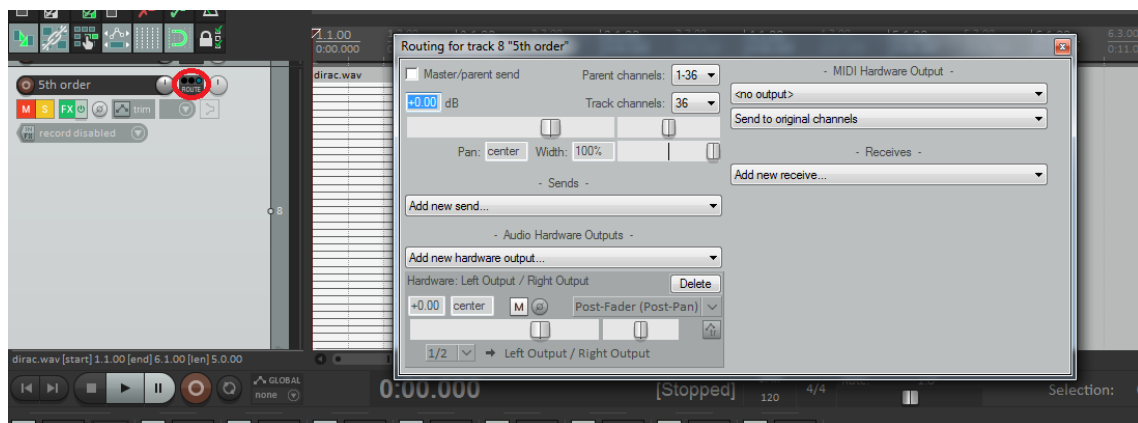 1.1.00
0:00.000
6.3.00
0:11.0
Routing for track 8 "5th order"
dirac.wav
5th order
ROUTE
M S FX trim
IN FX record disabled
8
Master/parent send Parent channels: 1-36
+0.00 dB Track channels: 36
Pan: center Width: 100%
- Sends -
Add new send...
- Audio Hardware Outputs -
Add new hardware output...
Hardware: Left Output / Right Output Delete
+0.00 center M Post-Fader (Post-Pan)
1/2 → Left Output / Right Output
- MIDI Hardware Output -
<no output>
Send to original channels
- Receives -
Add new receive...
dirac.wav [start] 1.1.00 [end] 6.1.00 [len] 5.0.00
GLOBAL
none
0:00.000 [Stopped] 120 4/4 Selection: